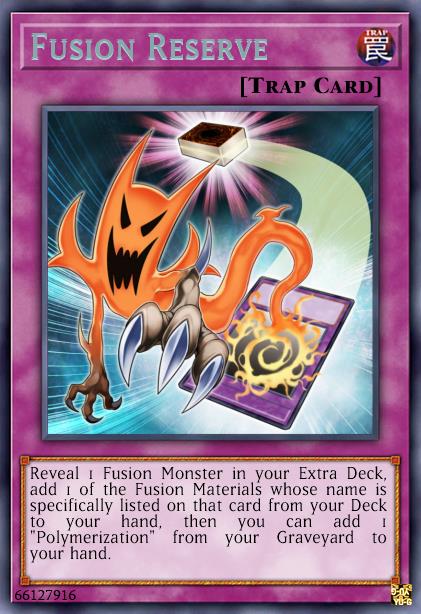 Fusion Reserve
TRAP
罠
[Trap Card]
Reveal 1 Fusion Monster in your Extra Deck,
add 1 of the Fusion Materials whose name is
specifically listed on that card from your Deck
to your hand, then you can add 1
"Polymerization" from your Graveyard to
your hand.
66127916